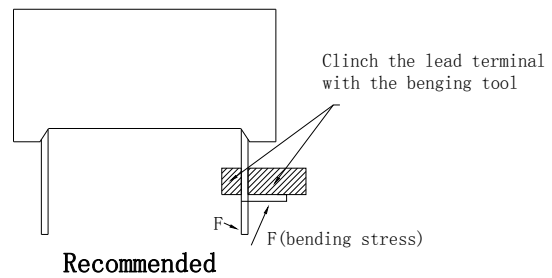 Clinch the lead terminal
with the benging tool
F
F(bending stress)
Recommended